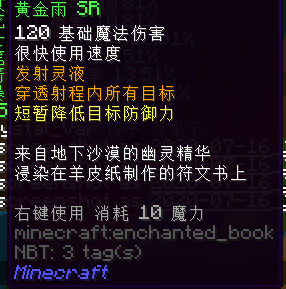 黄金雨 SR
120 基础魔法伤害
很快使用速度
发射灵液
穿透射程内所有目标
短暂降低目标防御力
来自地下沙漠的幽灵精华
浸染在羊皮纸制作的符文书上
右键使用 消耗 10 魔力
minecraft:enchanted_book
NBT: 3 tag(s)
Minecraft